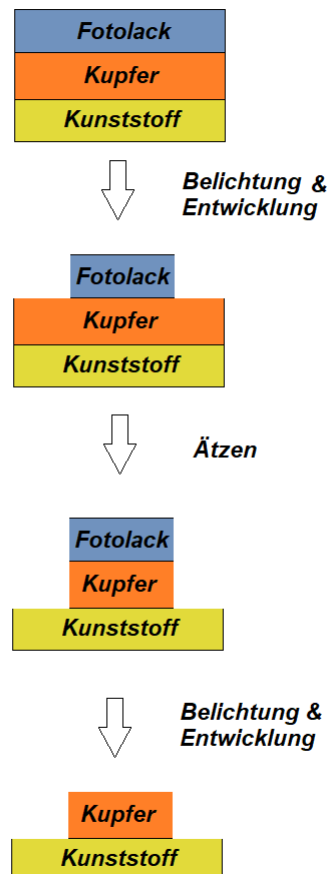 Fotolack
Kupfer
Kunststoff
Belichtung &
Entwicklung
Fotolack
Kupfer
Kunststoff
Ätzen
Fotolack
Kupfer
Kunststoff
Belichtung &
Entwicklung
Kupfer
Kunststoff